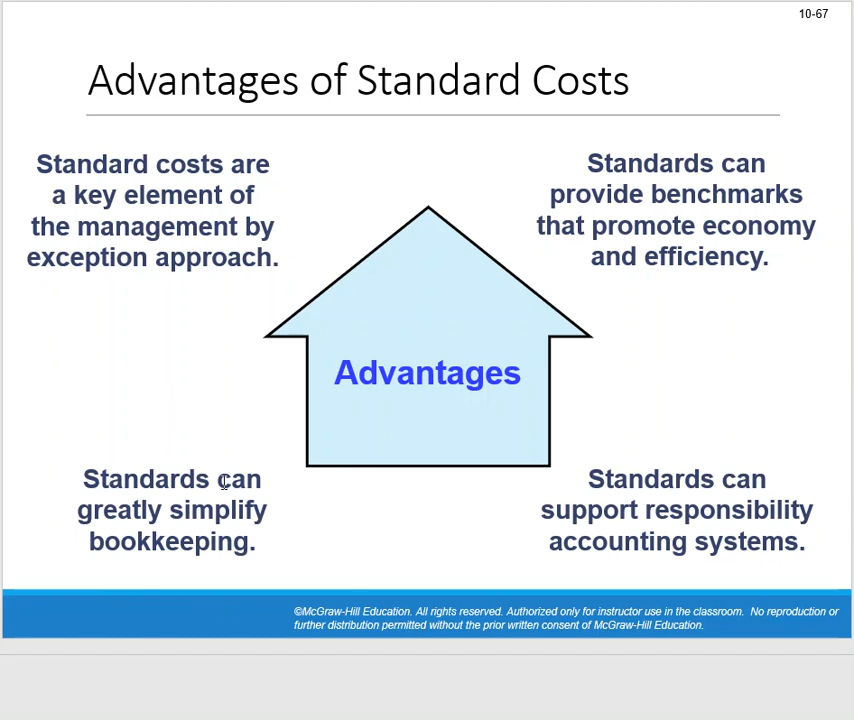 10-67
Advantages of Standard Costs
Standard costs are
a key element of
the management by
exception approach.
Standards can
provide benchmarks
that promote economy
and efficiency.
Advantages
Standards can
greatly simplify
bookkeeping.
Standards can
support responsibility
accounting systems.
©McGraw-Hill Education. All rights reserved. Authorized only for instructor use in the classroom.  No reproduction or
further distribution permitted without the prior written consent of McGraw-Hill Education.